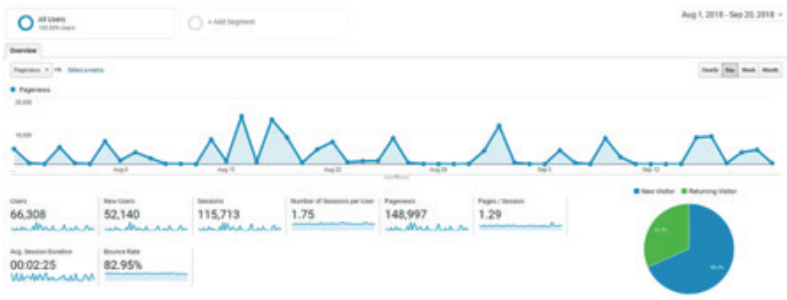 All Users
100.00% Users
+ Add Segment
Aug 1, 2018 - Sep 20, 2018
Overview
Pageviews
VS.
Select a metric
Hourly
Day
Week
Month
Pageviews
20,000
10,000
Aug 8
Aug 15
Aug 22
Aug 29
Sep 5
Sep 12
New Visitor
Returning Visitor
Users
66,308
New Users
52,140
Sessions
115,713
Number of Sessions per User
1.75
Pageviews
148,997
Pages / Session
1.29
Avg. Session Duration
00:02:25
Bounce Rate
82.95%